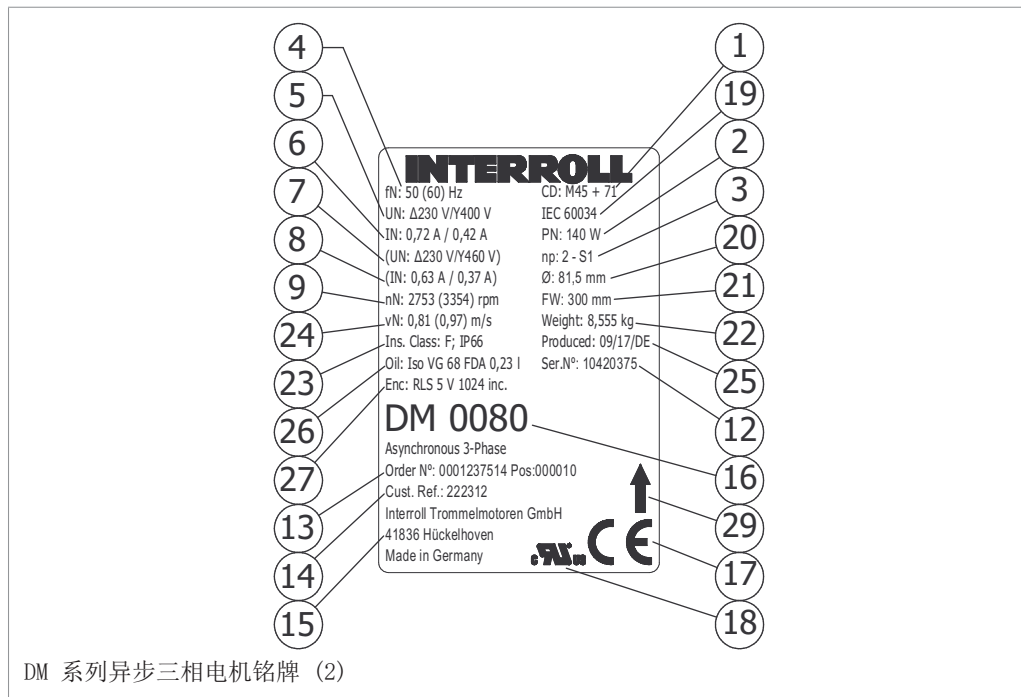 4
5
6
7
8
9
24
23
26
27
13
14
15
INTERROLL
fN: 50 (60) Hz
UN: Δ230 V/Y400 V
IN: 0,72 A / 0,42 A
(UN: Δ230 V/Y460 V)
(IN: 0,63 A / 0,37 A)
nN: 2753 (3354) rpm
vN: 0,81 (0,97) m/s
Ins. Class: F; IP66
Oil: Iso VG 68 FDA 0,23 l
Enc: RLS 5 V 1024 inc.
CD: M45 + 71
IEC 60034
PN: 140 W
np: 2 - S1
Ø: 81,5 mm
FW: 300 mm
Weight: 8,555 kg
Produced: 09/17/DE
Ser.Nº: 10420375
DM 0080
Asynchronous 3-Phase
Order Nº: 0001237514 Pos:000010
Cust. Ref.: 222312
Interroll Trommelmotoren GmbH
41836 Hückelhoven
Made in Germany
c RU us CE
1
19
2
3
20
21
22
25
12
16
29
17
18
DM 系列异步三相电机铭牌 (2)